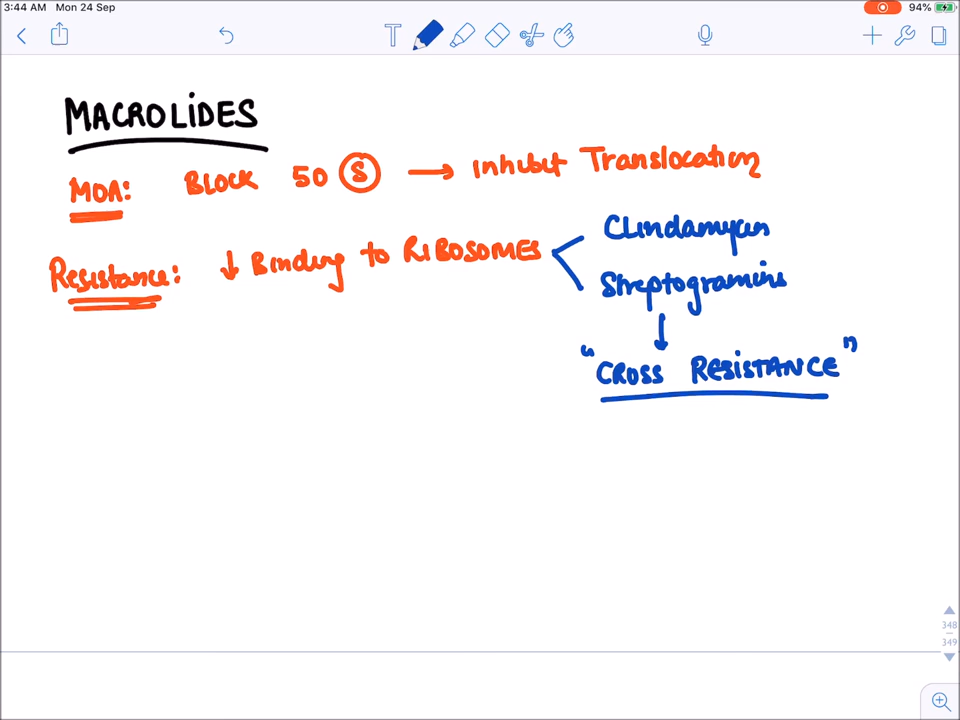 3:44 AM Mon 24 Sep 94%
T
MACROLIDES
MOA: BLOCK 50 S → Inhibit Translocation
Resistance: ↓ Binding to RIBOSOMES
Clindamycin
Streptogramins
↓
"CROSS RESISTANCE"
348
349